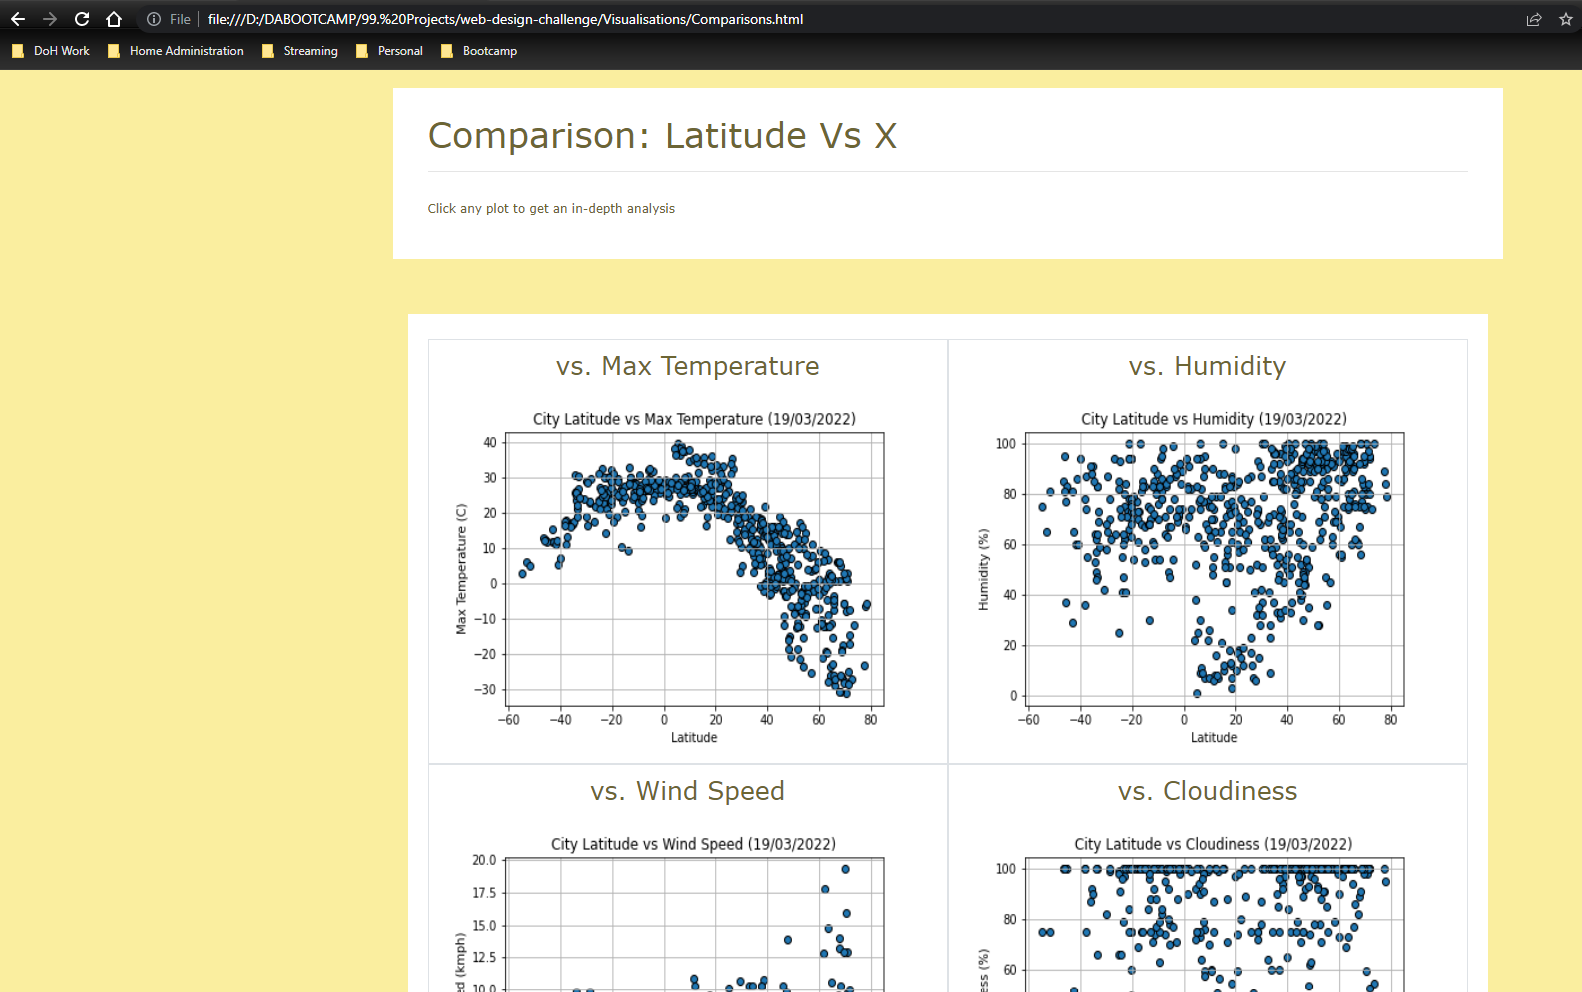 File file:///D:/DABOOTCAMP/99.%20Projects/web-design-challenge/Visualisations/Comparisons.html
DoH Work Home Administration Streaming Personal Bootcamp
Comparison: Latitude Vs X
Click any plot to get an in-depth analysis
vs. Max Temperature
City Latitude vs Max Temperature (19/03/2022)
40
30
20
10
0
−10
−20
−30
Max Temperature (C)
−60 −40 −20 0 20 40 60 80
Latitude
vs. Humidity
City Latitude vs Humidity (19/03/2022)
100
80
60
40
20
0
Humidity (%)
−60 −40 −20 0 20 40 60 80
Latitude
vs. Wind Speed
City Latitude vs Wind Speed (19/03/2022)
20.0
17.5
15.0
12.5
10.0
(kmph)
vs. Cloudiness
City Latitude vs Cloudiness (19/03/2022)
100
80
60
(%)